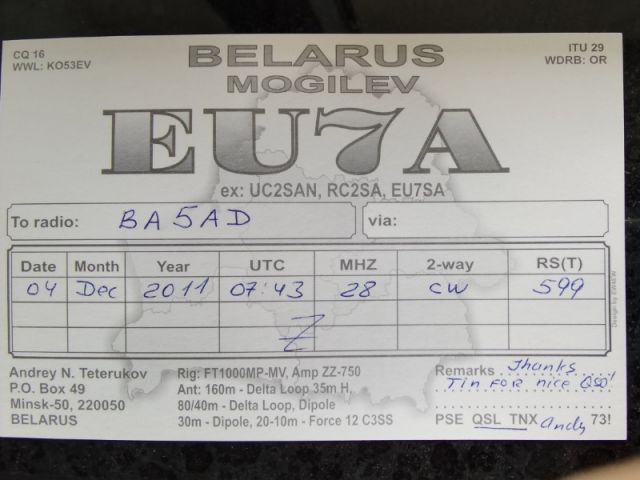 CQ 16
WWL: KO53EV
BELARUS
MOGILEV
ITU 29
WDRB: OR
EU7A
ex: UC2SAN, RC2SA, EU7SA
To radio: BA5AD via:
Date Month Year UTC MHZ 2-way RS(T)
04 Dec 2011 07:43 28 CW 599
Z
Andrey N. Teterukov
P.O. Box 49
Minsk-50, 220050
BELARUS
Rig: FT1000MP-MV, Amp ZZ-750
Ant: 160m - Delta Loop 35m H,
80/40m - Delta Loop, Dipole
30m - Dipole, 20-10m - Force 12 C3SS
Remarks Thanks
Tin FOR nice QSO!
PSE QSL TNX Andy 73!